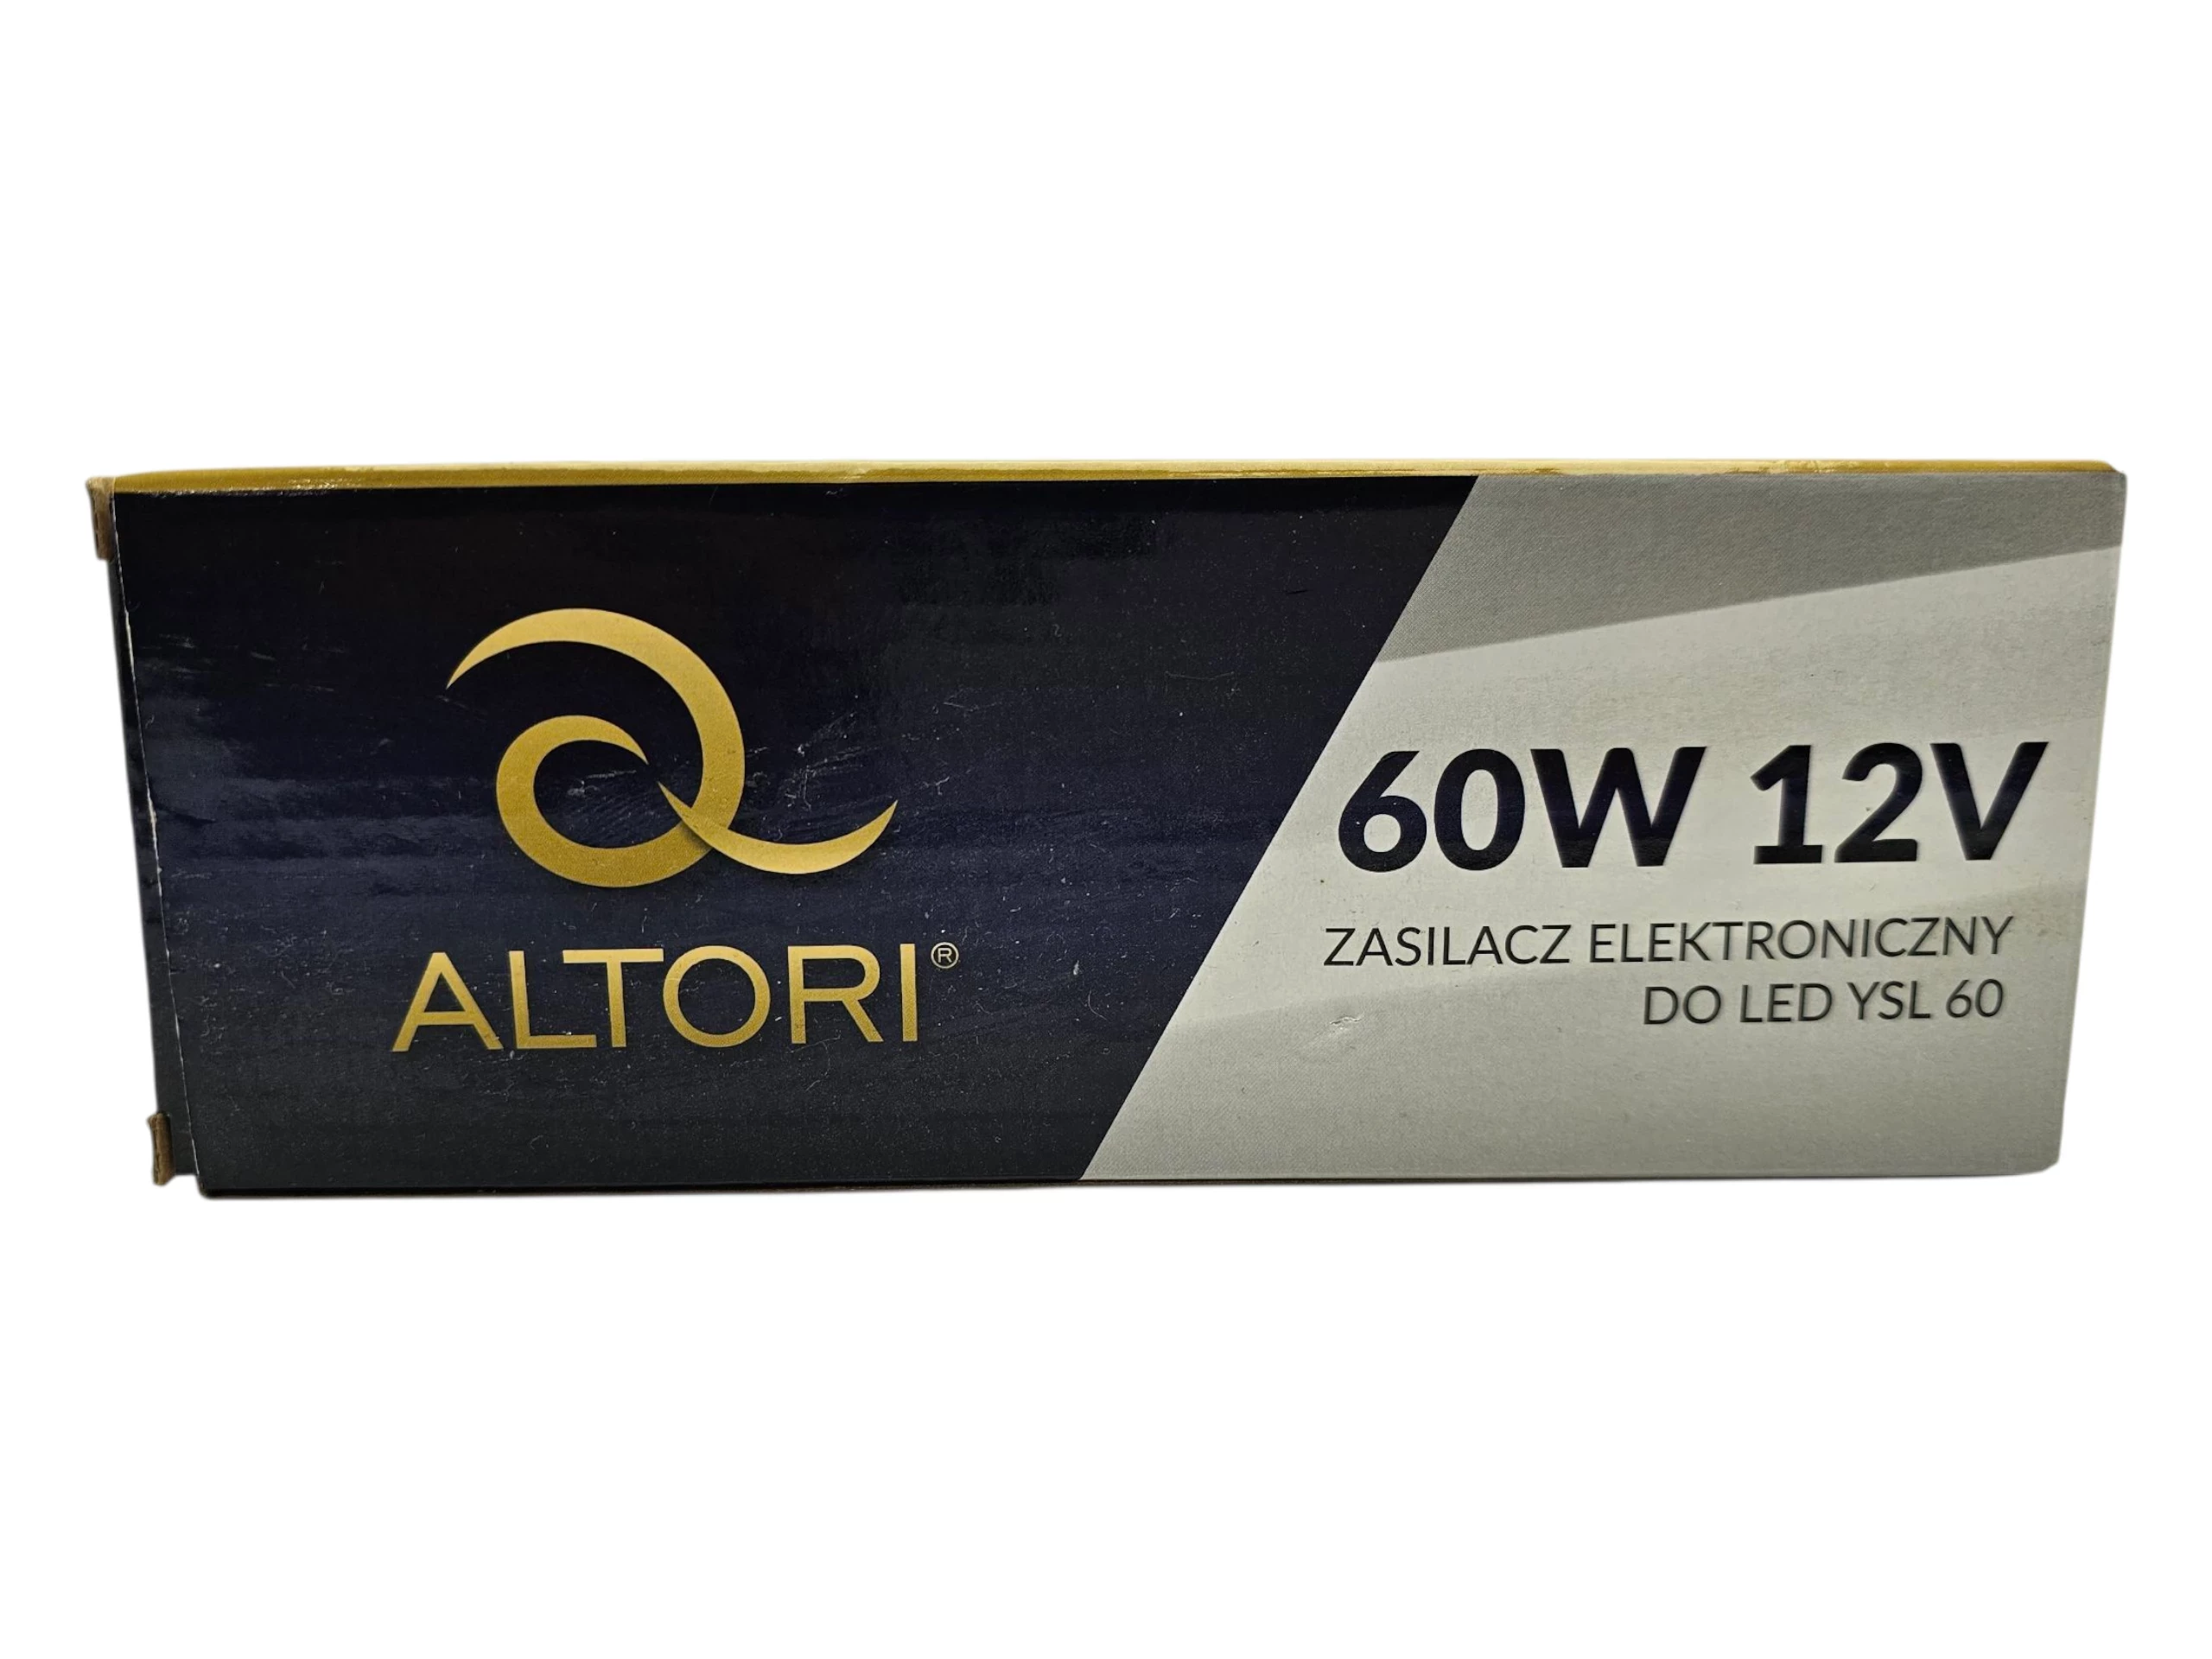 ALTORI®
60W 12V
ZASILACZ ELEKTRONICZNY
DO LED YSL 60